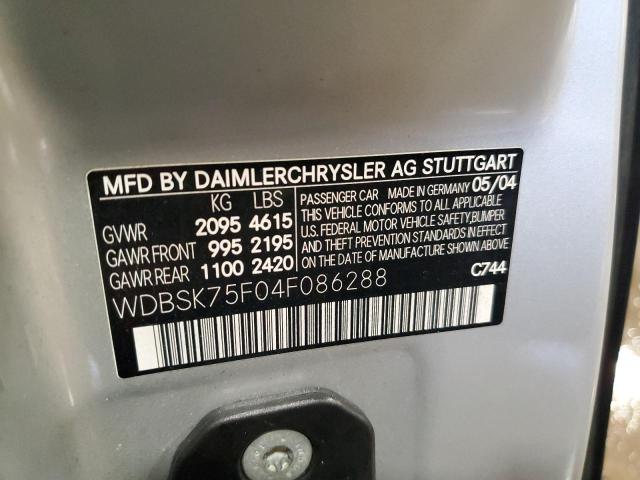 MFD BY DAIMLERCHRYSLER AG STUTTGART
KG LBS
GVWR 2095 4615
GAWR FRONT 995 2195
GAWR REAR 1100 2420
PASSENGER CAR MADE IN GERMANY 05/04
THIS VEHICLE CONFORMS TO ALL APPLICABLE
U.S. FEDERAL MOTOR VEHICLE SAFETY, BUMPER
AND THEFT PREVENTION STANDARDS IN EFFECT
ON THE DATE OF MANUFACTURE SHOWN ABOVE
C744
WDBSK75F04F086288